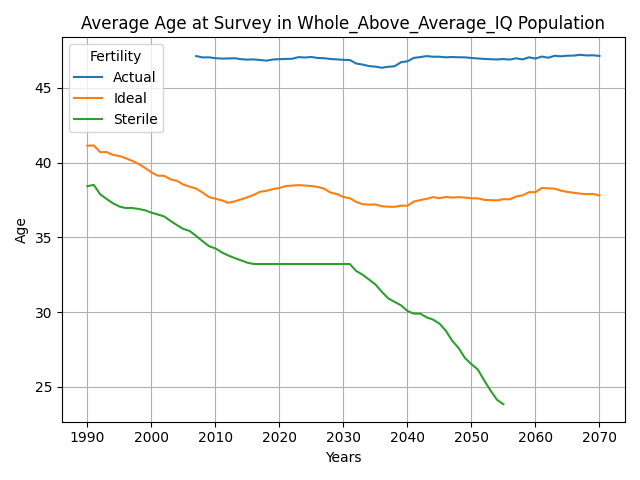 Average Age at Survey in Whole_Above_Average_IQ Population
Fertility
Actual
Ideal
Sterile
Age
45
40
35
30
25
1990 2000 2010 2020 2030 2040 2050 2060 2070
Years